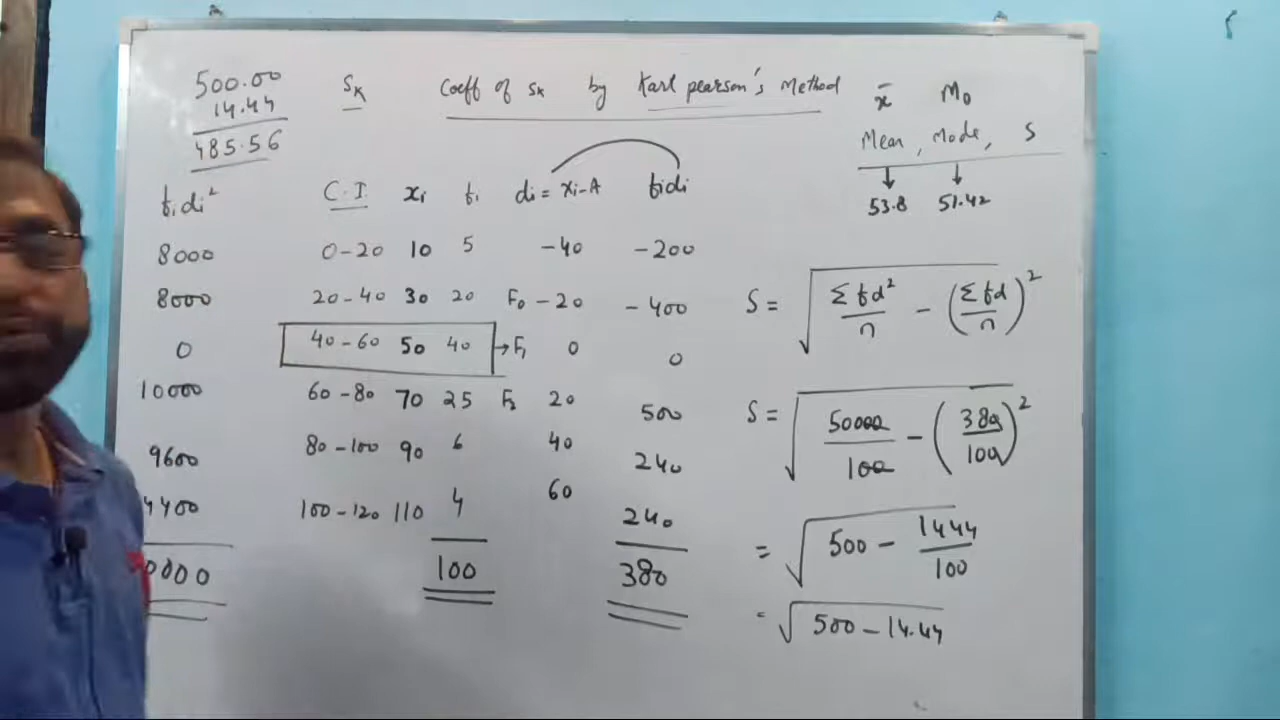 500.00
14.44
485.56
Sk Coeff of Sk by Karl pearson's Method
x̄ Mo
Mean, Mode, S
53.8 51.42
fidi² C.I xi fi di = xi-A fidi
8000 0-20 10 5 -40 -200
8000 20-40 30 20 F0 -20 -400
0 40-60 50 40 → F1 0 0
10000 60-80 70 25 F2 20 500
9600 80-100 90 6 40 240
4400 100-120 110 4 60 240
0000 100 380
S = √ Σfd²/n - (Σfd/n)²
S = √ 50000/100 - (380/100)²
= √ 500 - 1444/100
= √ 500 - 14.44